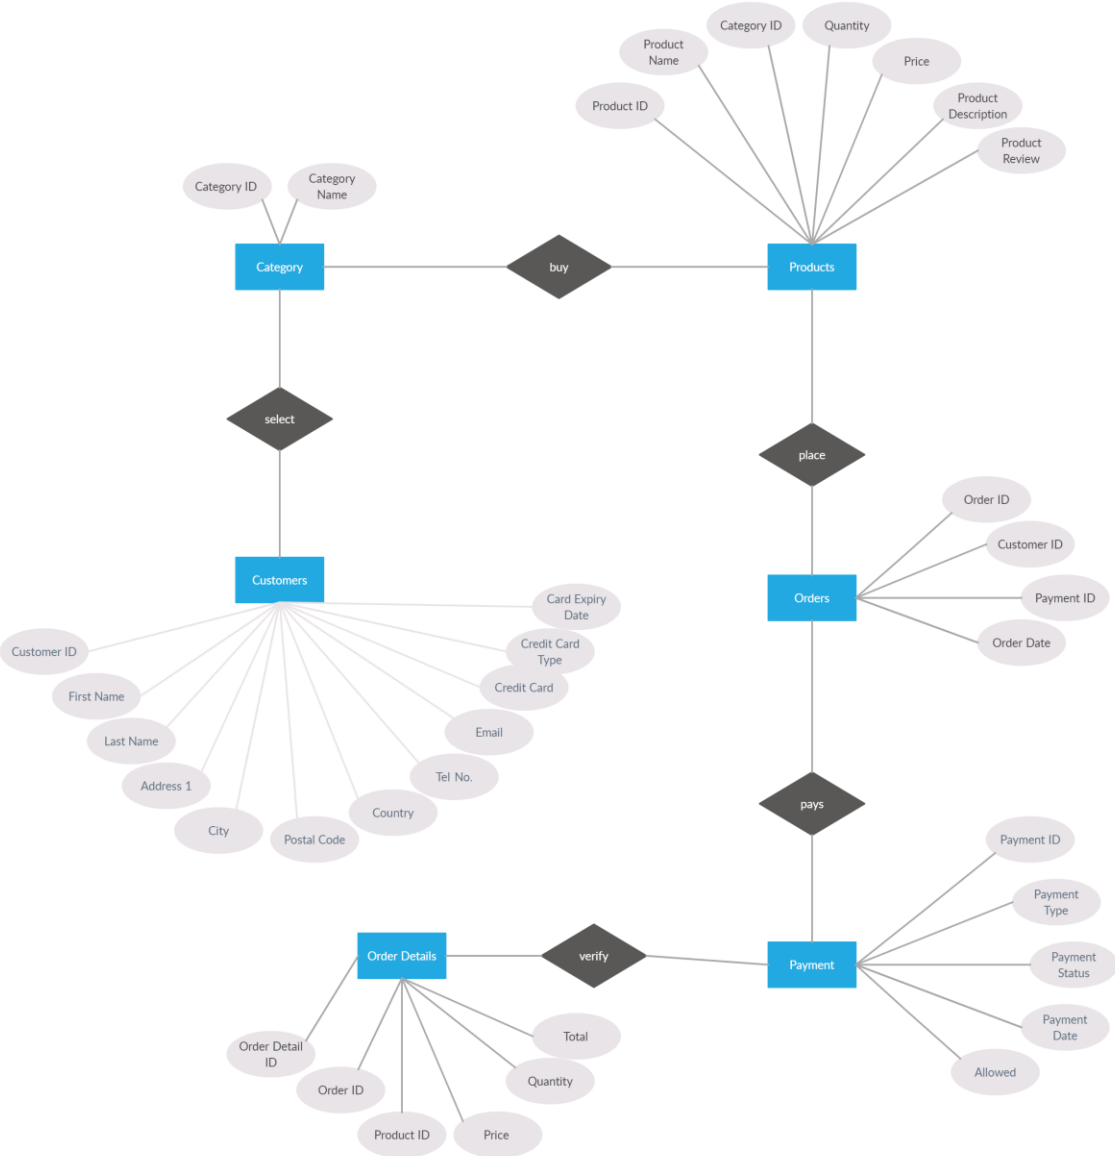 Category ID
Quantity
Product
Name
Price
Product ID
Product
Description
Product
Review
Category ID
Category
Name
Category
buy
Products
select
place
Order ID
Customer ID
Payment ID
Order Date
Orders
Customers
Card Expiry
Date
Credit Card
Type
Credit Card
Email
Tel No.
Country
Postal Code
City
Address 1
Last Name
First Name
Customer ID
pays
Payment ID
Payment
Type
Payment
Status
Payment
Date
Allowed
Payment
verify
Order Details
Order Detail
ID
Order ID
Product ID
Price
Quantity
Total